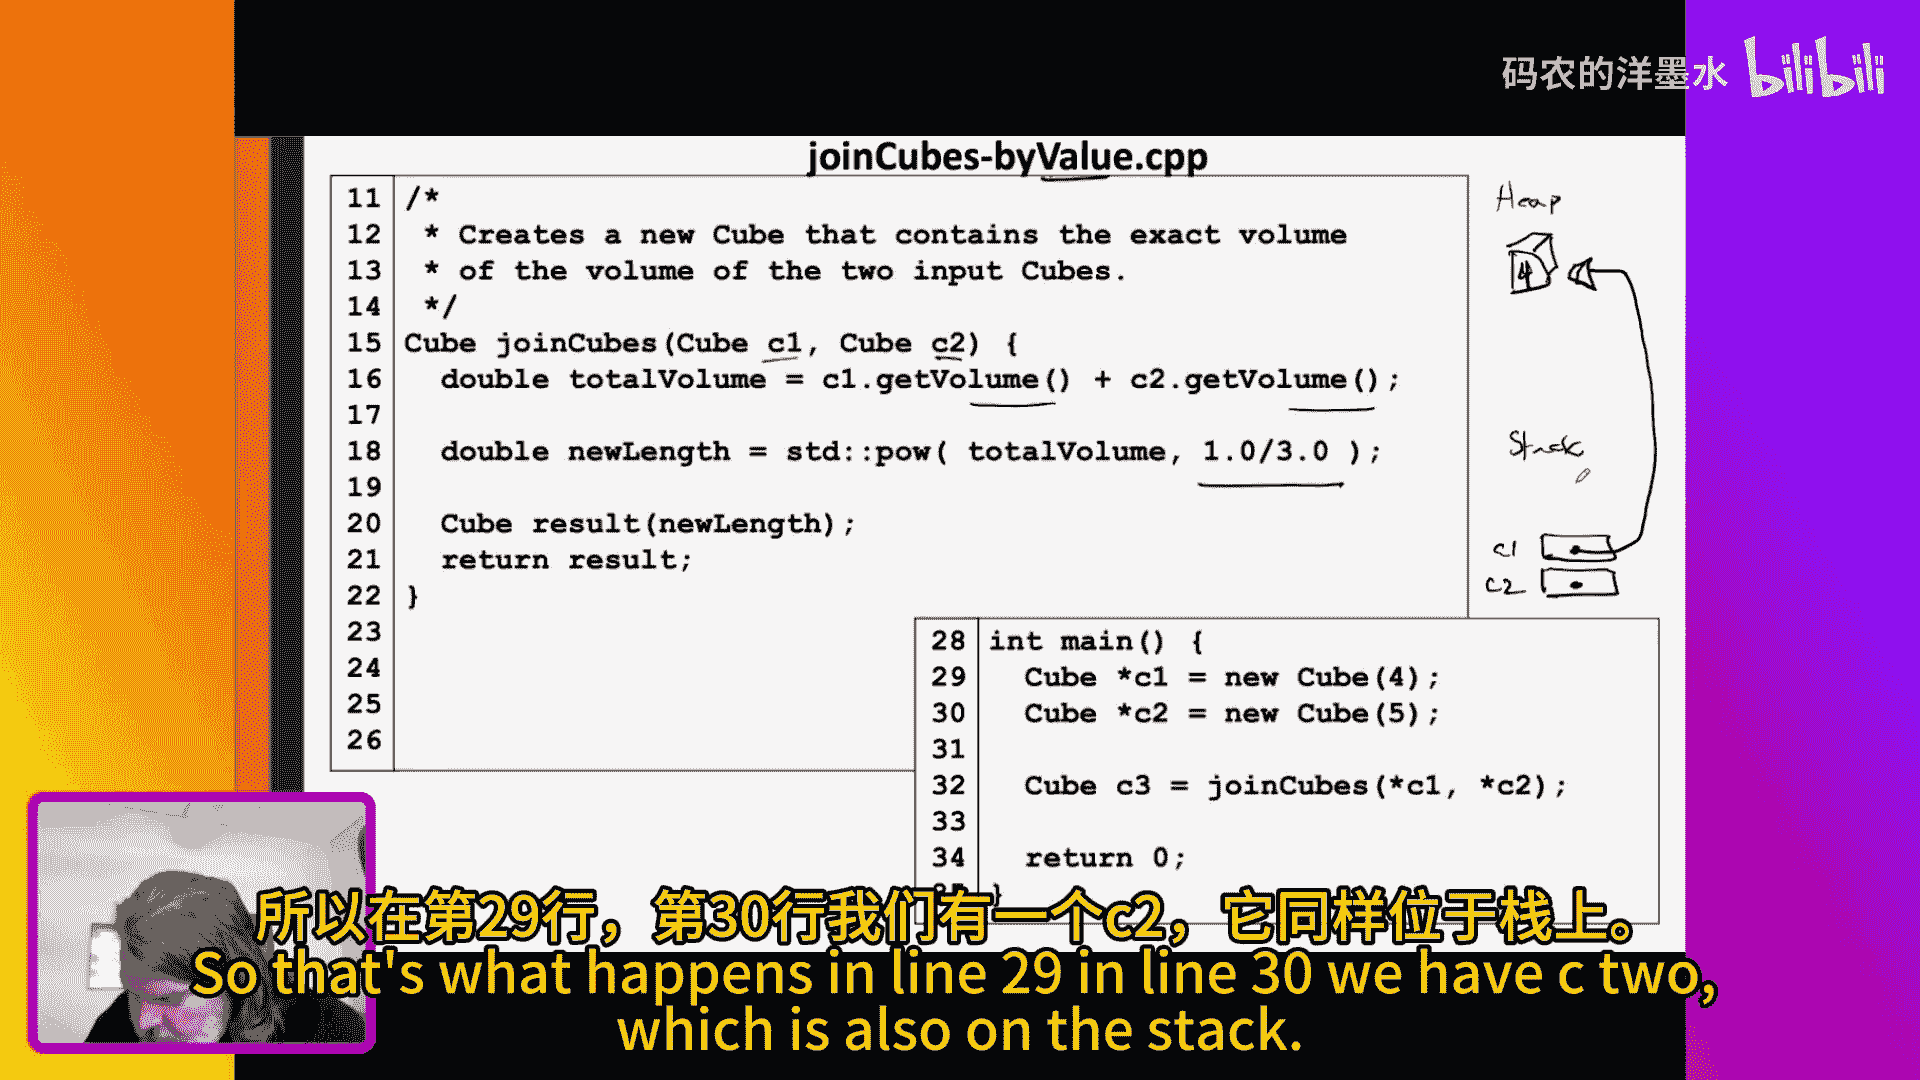 码农的洋墨水 bilibili
joinCubes-byValue.cpp
11 /*
12 * Creates a new Cube that contains the exact volume
13 * of the volume of the two input Cubes.
14 */
15 Cube joinCubes(Cube c1, Cube c2) {
16 double totalVolume = c1.getVolume() + c2.getVolume();
17
18 double newLength = std::pow( totalVolume, 1.0/3.0 );
19
20 Cube result(newLength);
21 return result;
22 }
23
24
25
26
Heap
4
Stack
c1
c2
28 int main() {
29 Cube *c1 = new Cube(4);
30 Cube *c2 = new Cube(5);
31
32 Cube c3 = joinCubes(*c1, *c2);
33
34 return 0;
}
所以在第29行，第30行我们有一个c2，它同样位于栈上。
So that's what happens in line 29 in line 30 we have c two,
which is also on the stack.